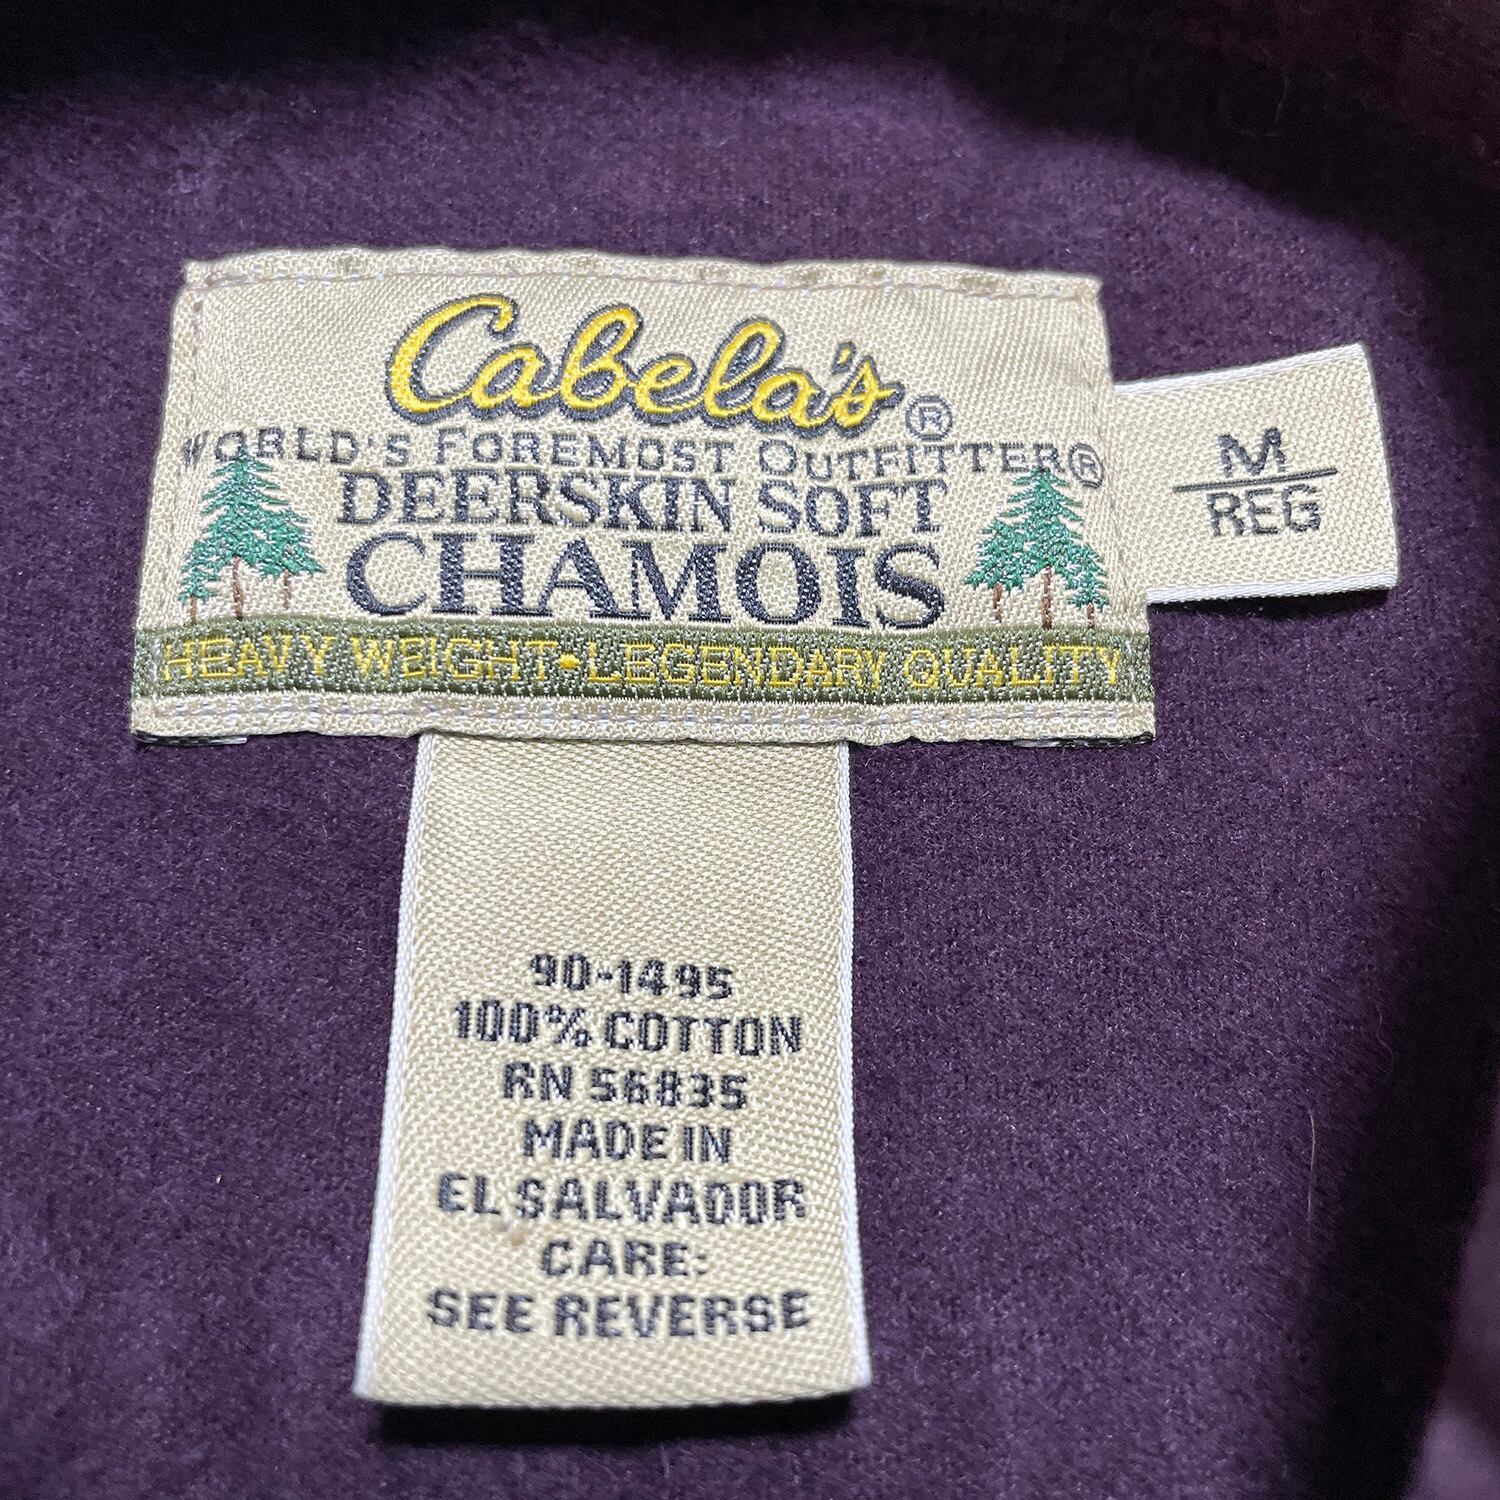 Cabela's®
WORLD'S FOREMOST OUTFITTER®
DEERSKIN SOFT
CHAMOIS
HEAVY WEIGHT • LEGENDARY QUALITY
M
REG
90-1495
100% COTTON
RN 56835
MADE IN
EL SALVADOR
CARE:
SEE REVERSE